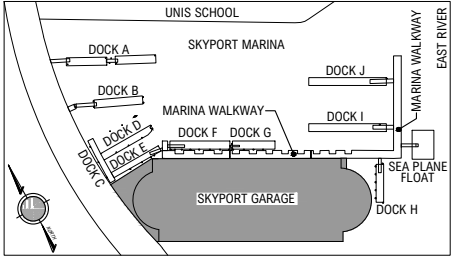 UNIS SCHOOL
SKYPORT MARINA
EAST RIVER
MARINA WALKWAY
DOCK A
DOCK J
DOCK B
MARINA WALKWAY
DOCK I
DOCK D
DOCK E
DOCK C
DOCK F
DOCK G
SEA PLANE
FLOAT
SKYPORT GARAGE
DOCK H
NORTH